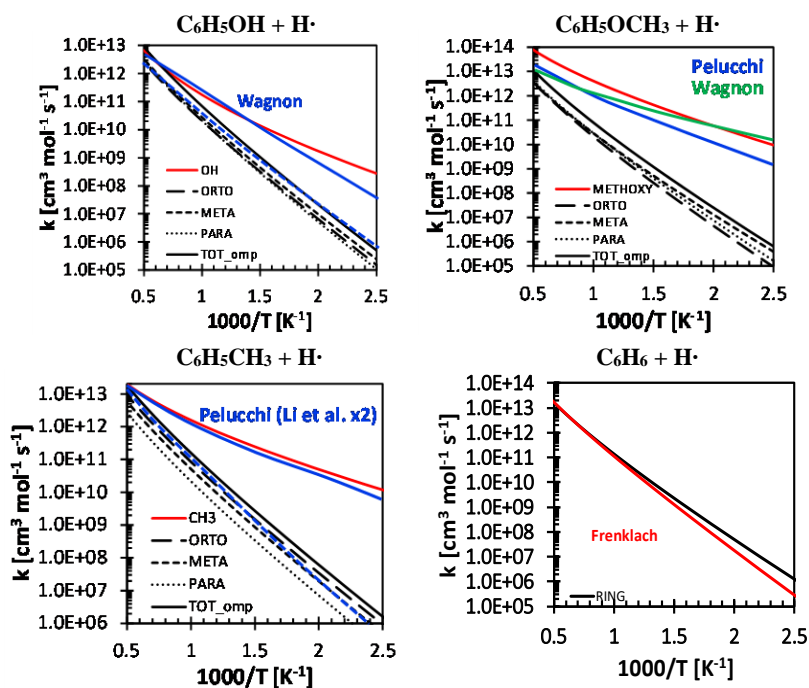 C₆H₅OH + H·
k [cm³ mol⁻¹ s⁻¹]
1.0E+13
1.0E+12
1.0E+11
1.0E+10
1.0E+09
1.0E+08
1.0E+07
1.0E+06
1.0E+05
Wagnon
OH
ORTO
META
PARA
TOT_omp
0.5 1 1.5 2 2.5
1000/T [K⁻¹]
C₆H₅OCH₃ + H·
k [cm³ mol⁻¹ s⁻¹]
1.0E+14
1.0E+13
1.0E+12
1.0E+11
1.0E+10
1.0E+09
1.0E+08
1.0E+07
1.0E+06
1.0E+05
Pelucchi
Wagnon
METHOXY
ORTO
META
PARA
TOT_omp
0.5 1 1.5 2 2.5
1000/T [K⁻¹]
C₆H₅CH₃ + H·
k [cm³ mol⁻¹ s⁻¹]
1.0E+13
1.0E+12
1.0E+11
1.0E+10
1.0E+09
1.0E+08
1.0E+07
1.0E+06
Pelucchi (Li et al. x2)
CH3
ORTO
META
PARA
TOT_omp
0.5 1 1.5 2 2.5
1000/T [K⁻¹]
C₆H₆ + H·
k [cm³ mol⁻¹ s⁻¹]
1.0E+14
1.0E+13
1.0E+12
1.0E+11
1.0E+10
1.0E+09
1.0E+08
1.0E+07
1.0E+06
1.0E+05
Frenklach
RING
0.5 1 1.5 2 2.5
1000/T [K⁻¹]